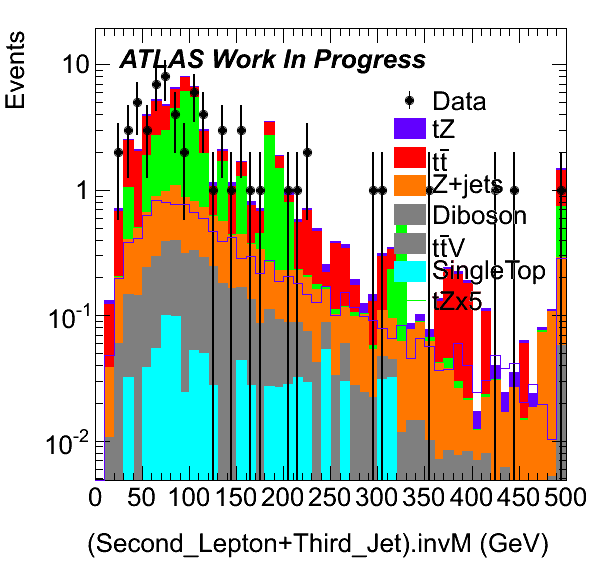 Events
ATLAS Work In Progress
Data
tZ
tt̄
Z+jets
Diboson
tt̄V
SingleTop
tZx5
10
1
10⁻¹
10⁻²
0 50 100 150 200 250 300 350 400 450 500
(Second_Lepton+Third_Jet).invM (GeV)